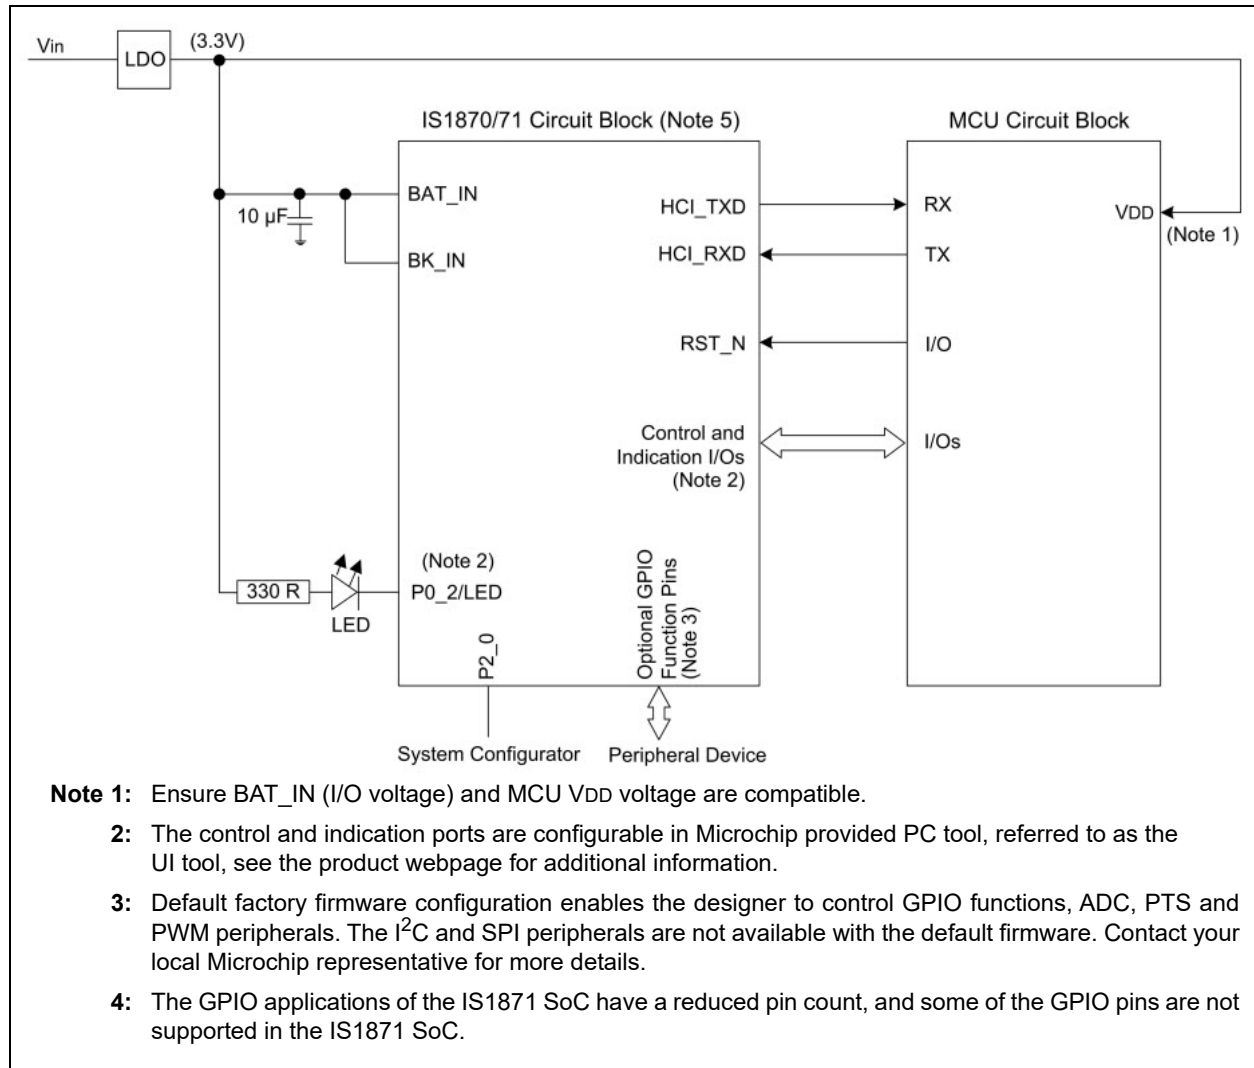 Vin
LDO
(3.3V)
IS1870/71 Circuit Block (Note 5)
MCU Circuit Block
BAT_IN
10 µF
BK_IN
HCI_TXD
RX
VDD
(Note 1)
HCI_RXD
TX
RST_N
I/O
Control and
Indication I/Os
(Note 2)
I/Os
(Note 2)
330 R
P0_2/LED
LED
P2_0
Optional GPIO
Function Pins
(Note 3)
System Configurator
Peripheral Device
Note 1: Ensure BAT_IN (I/O voltage) and MCU VDD voltage are compatible.
2: The control and indication ports are configurable in Microchip provided PC tool, referred to as the
UI tool, see the product webpage for additional information.
3: Default factory firmware configuration enables the designer to control GPIO functions, ADC, PTS and
PWM peripherals. The I²C and SPI peripherals are not available with the default firmware. Contact your
local Microchip representative for more details.
4: The GPIO applications of the IS1871 SoC have a reduced pin count, and some of the GPIO pins are not
supported in the IS1871 SoC.